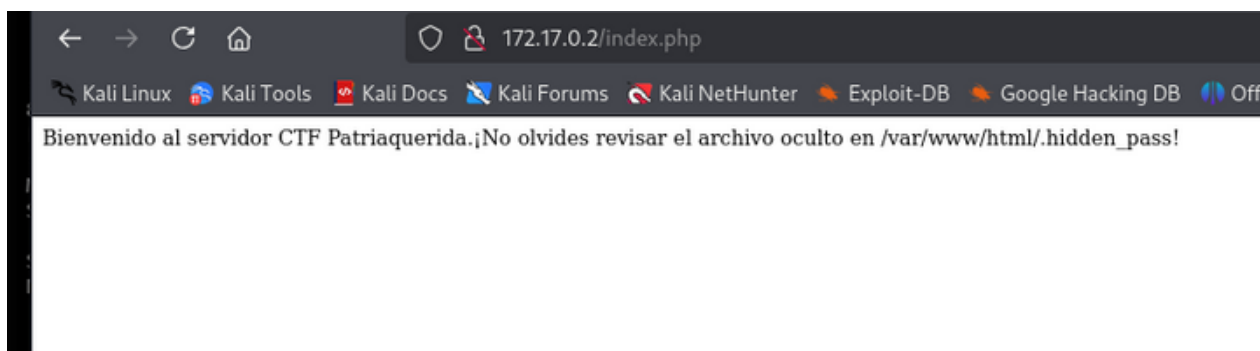 172.17.0.2/index.php
Kali Linux Kali Tools Kali Docs Kali Forums Kali NetHunter Exploit-DB Google Hacking DB Off
Bienvenido al servidor CTF Patriaquerida.¡No olvides revisar el archivo oculto en /var/www/html/.hidden_pass!